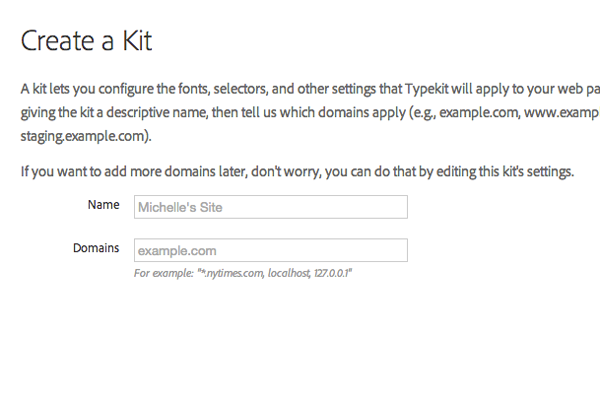 Create a Kit
A kit lets you configure the fonts, selectors, and other settings that Typekit will apply to your web pa
giving the kit a descriptive name, then tell us which domains apply (e.g., example.com, www.examp
staging.example.com).
If you want to add more domains later, don't worry, you can do that by editing this kit's settings.
Name Michelle's Site
Domains example.com
For example: "*.nytimes.com, localhost, 127.0.0.1"